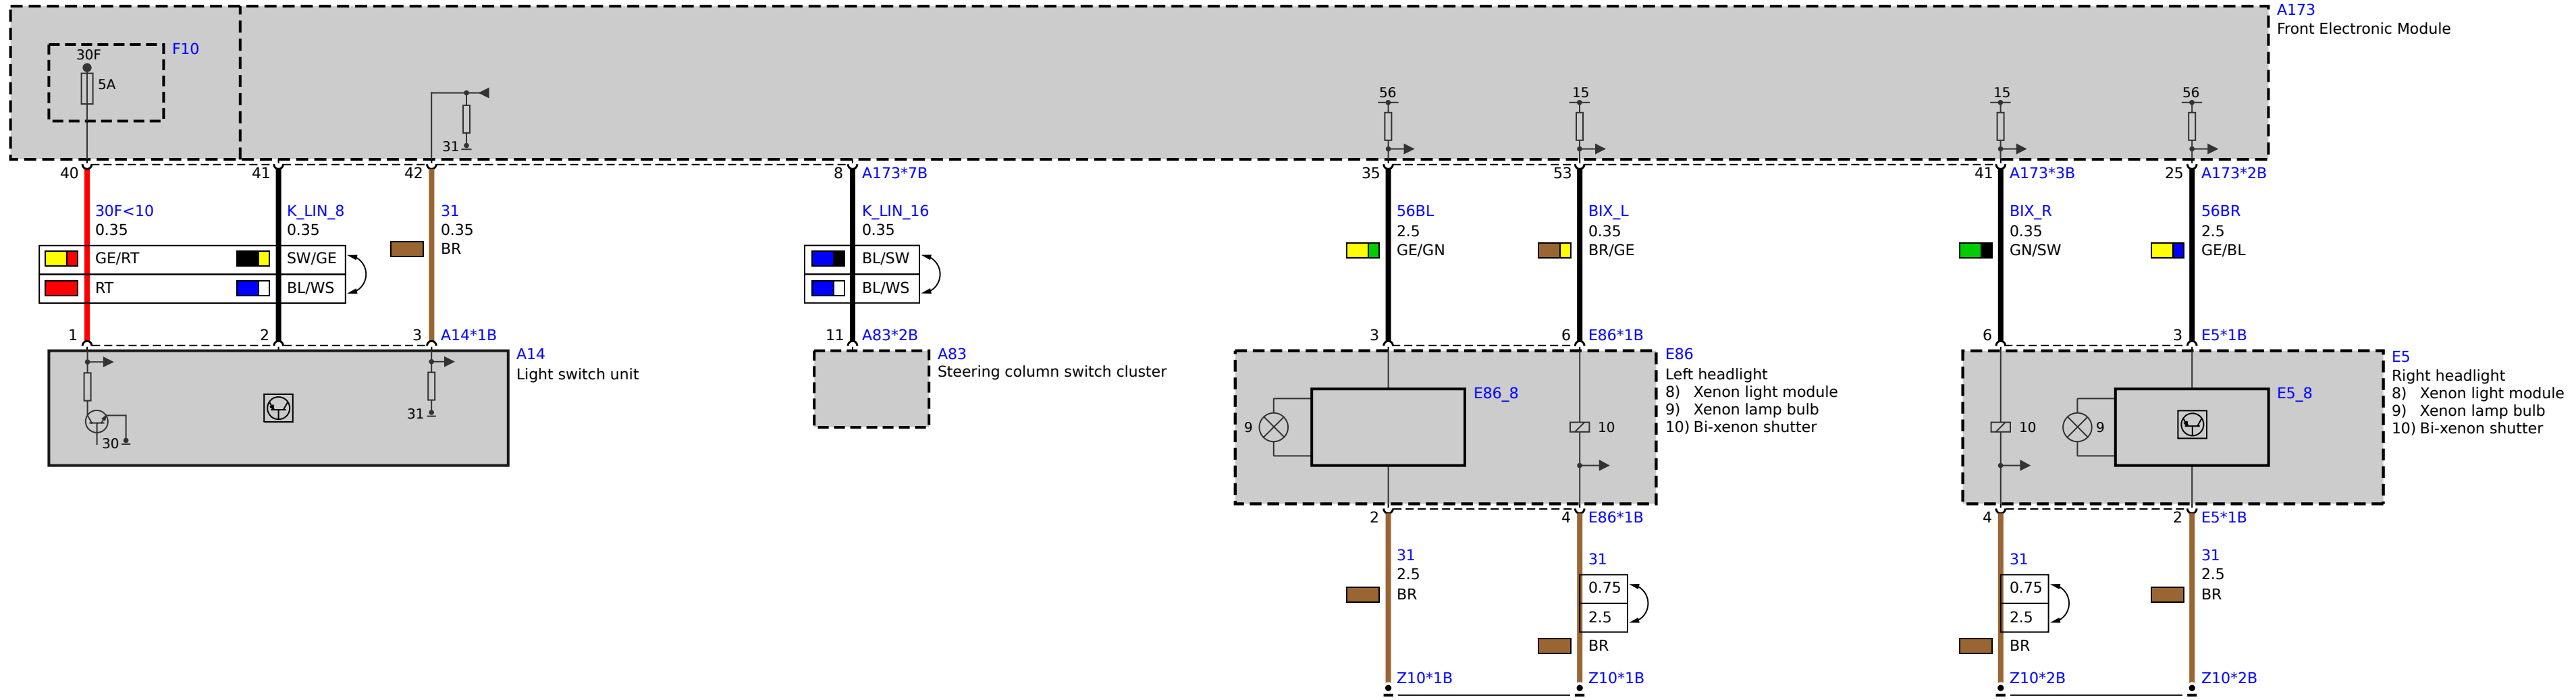 A173
Front Electronic Module
F10
30F
5A
31
56
15
15
56
40
41
42
8 A173*7B
35
53
41 A173*3B
25 A173*2B
30F<10
0.35
GE/RT
RT
K_LIN_8
0.35
SW/GE
BL/WS
31
0.35
BR
K_LIN_16
0.35
BL/SW
BL/WS
56BL
2.5
GE/GN
BIX_L
0.35
BR/GE
BIX_R
0.35
GN/SW
56BR
2.5
GE/BL
1
2
3 A14*1B
11 A83*2B
3
6 E86*1B
6
3 E5*1B
A14
Light switch unit
30
31
A83
Steering column switch cluster
E86
Left headlight
8) Xenon light module
9) Xenon lamp bulb
10) Bi-xenon shutter
E86_8
9
10
E5
Right headlight
8) Xenon light module
9) Xenon lamp bulb
10) Bi-xenon shutter
E5_8
10
9
2
4 E86*1B
4
2 E5*1B
31
2.5
BR
31
0.75
2.5
BR
31
0.75
2.5
BR
31
2.5
BR
Z10*1B
Z10*1B
Z10*2B
Z10*2B